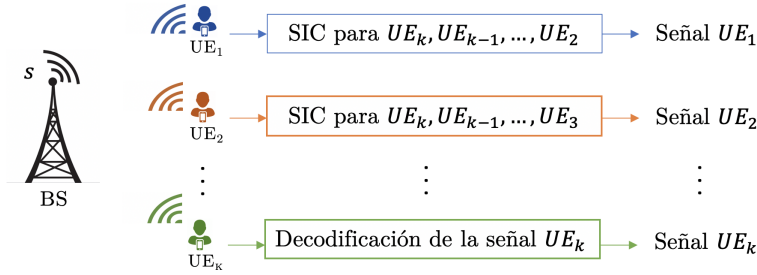 s
BS
UE₁
SIC para UEₖ, UEₖ₋₁, ..., UE₂
Señal UE₁
UE₂
SIC para UEₖ, UEₖ₋₁, ..., UE₃
Señal UE₂
UE_K
Decodificación de la señal UEₖ
Señal UEₖ